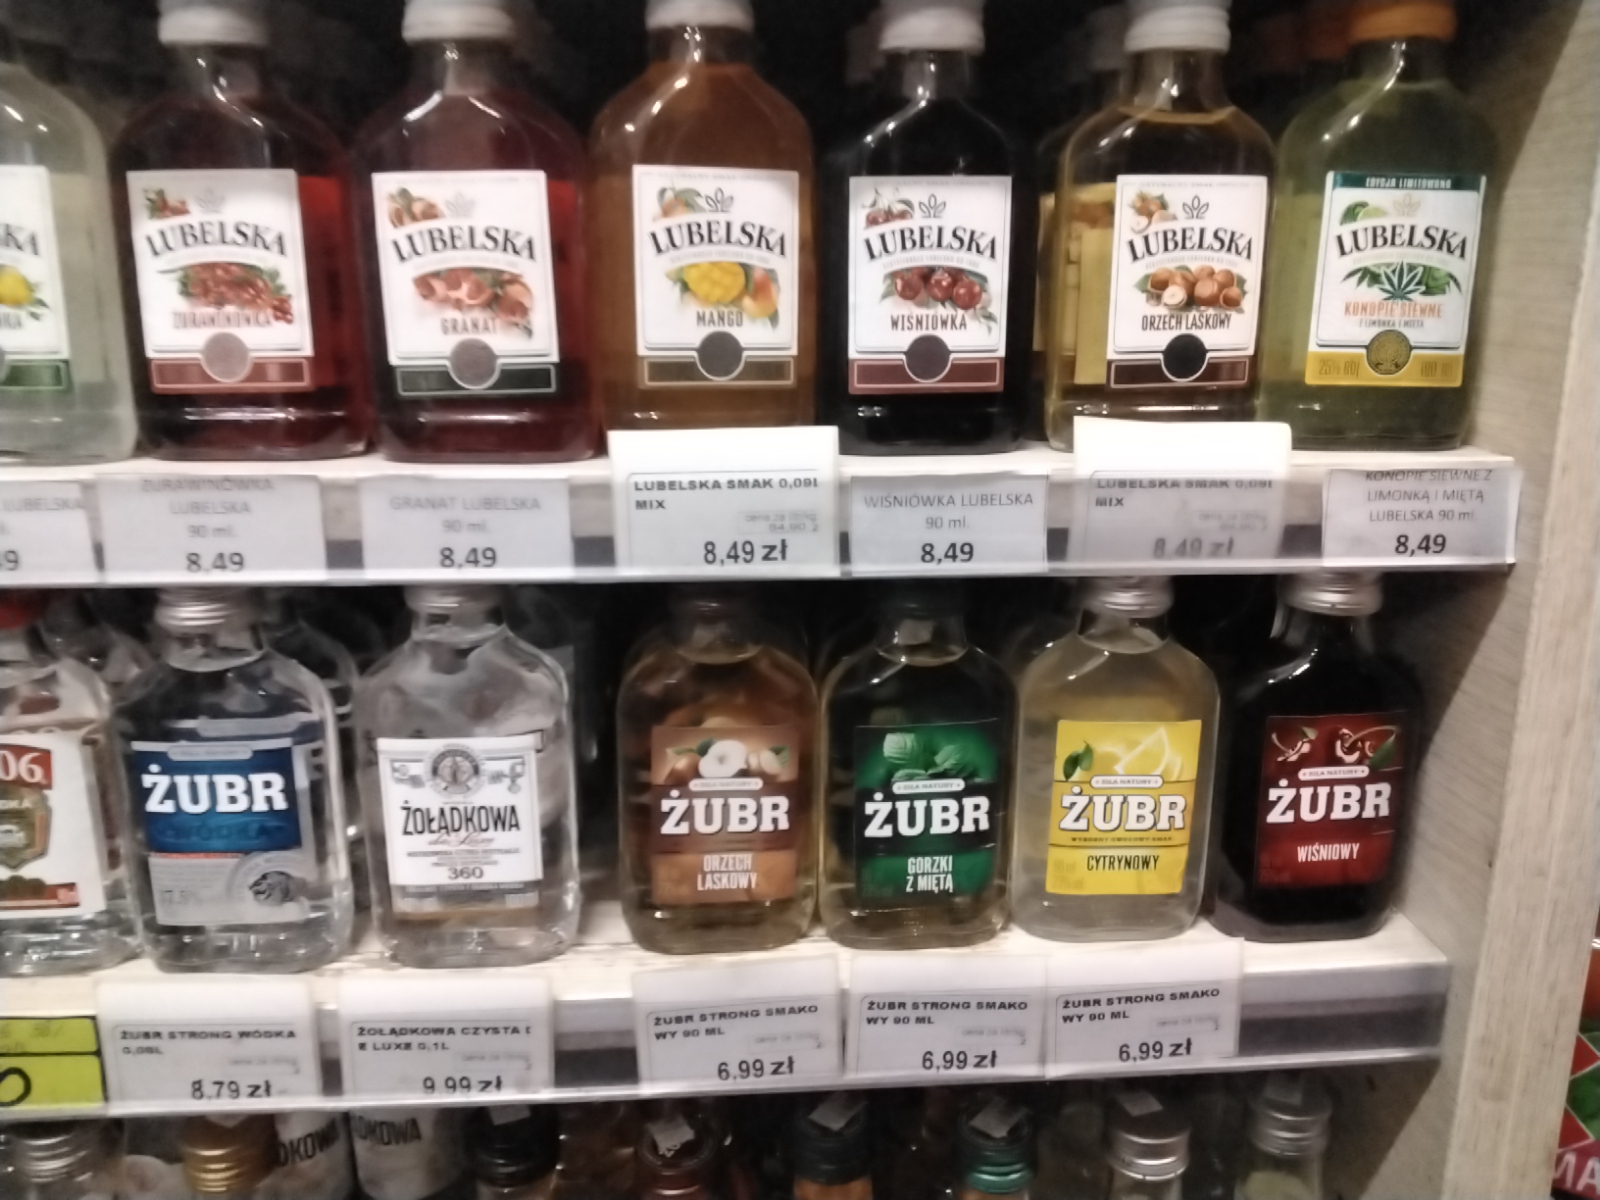 LUBELSKA
ŻURAWINÓWKA
LUBELSKA
GRANAT
LUBELSKA
MANGO
LUBELSKA
WIŚNIÓWKA
LUBELSKA
ORZECH LASKOWY
EDYCJA LIMITOWANA
LUBELSKA
KONOPIE SIEWNE
Z LIMONKĄ I MIĘTĄ
LUBELSKA
ŻURAWINÓWKA
LUBELSKA
90 ml.
8,49
GRANAT LUBELSKA
90 ml.
8,49
LUBELSKA SMAK 0,09l
MIX
8,49 zł
WIŚNIÓWKA LUBELSKA
90 ml.
8,49
LUBELSKA SMAK 0,09l
MIX
8,49 zł
KONOPIE SIEWNE Z
LIMONKĄ I MIĘTĄ
LUBELSKA 90 ml.
8,49
06
ŻUBR
WÓDKA
ŻOŁĄDKOWA
de Luxe
360
ŻUBR
ORZECH
LASKOWY
ŻUBR
GORZKI
Z MIĘTĄ
ŻUBR
CYTRYNOWY
ŻUBR
WIŚNIOWY
ŻUBR STRONG WÓDKA
8,79 zł
ŻOŁĄDKOWA CZYSTA D
E LUXE 0,1L
9,99 zł
ŻUBR STRONG SMAKO
WY 90 ML
6,99 zł
ŻUBR STRONG SMAKO
WY 90 ML
6,99 zł
ŻUBR STRONG SMAKO
WY 90 ML
6,99 zł